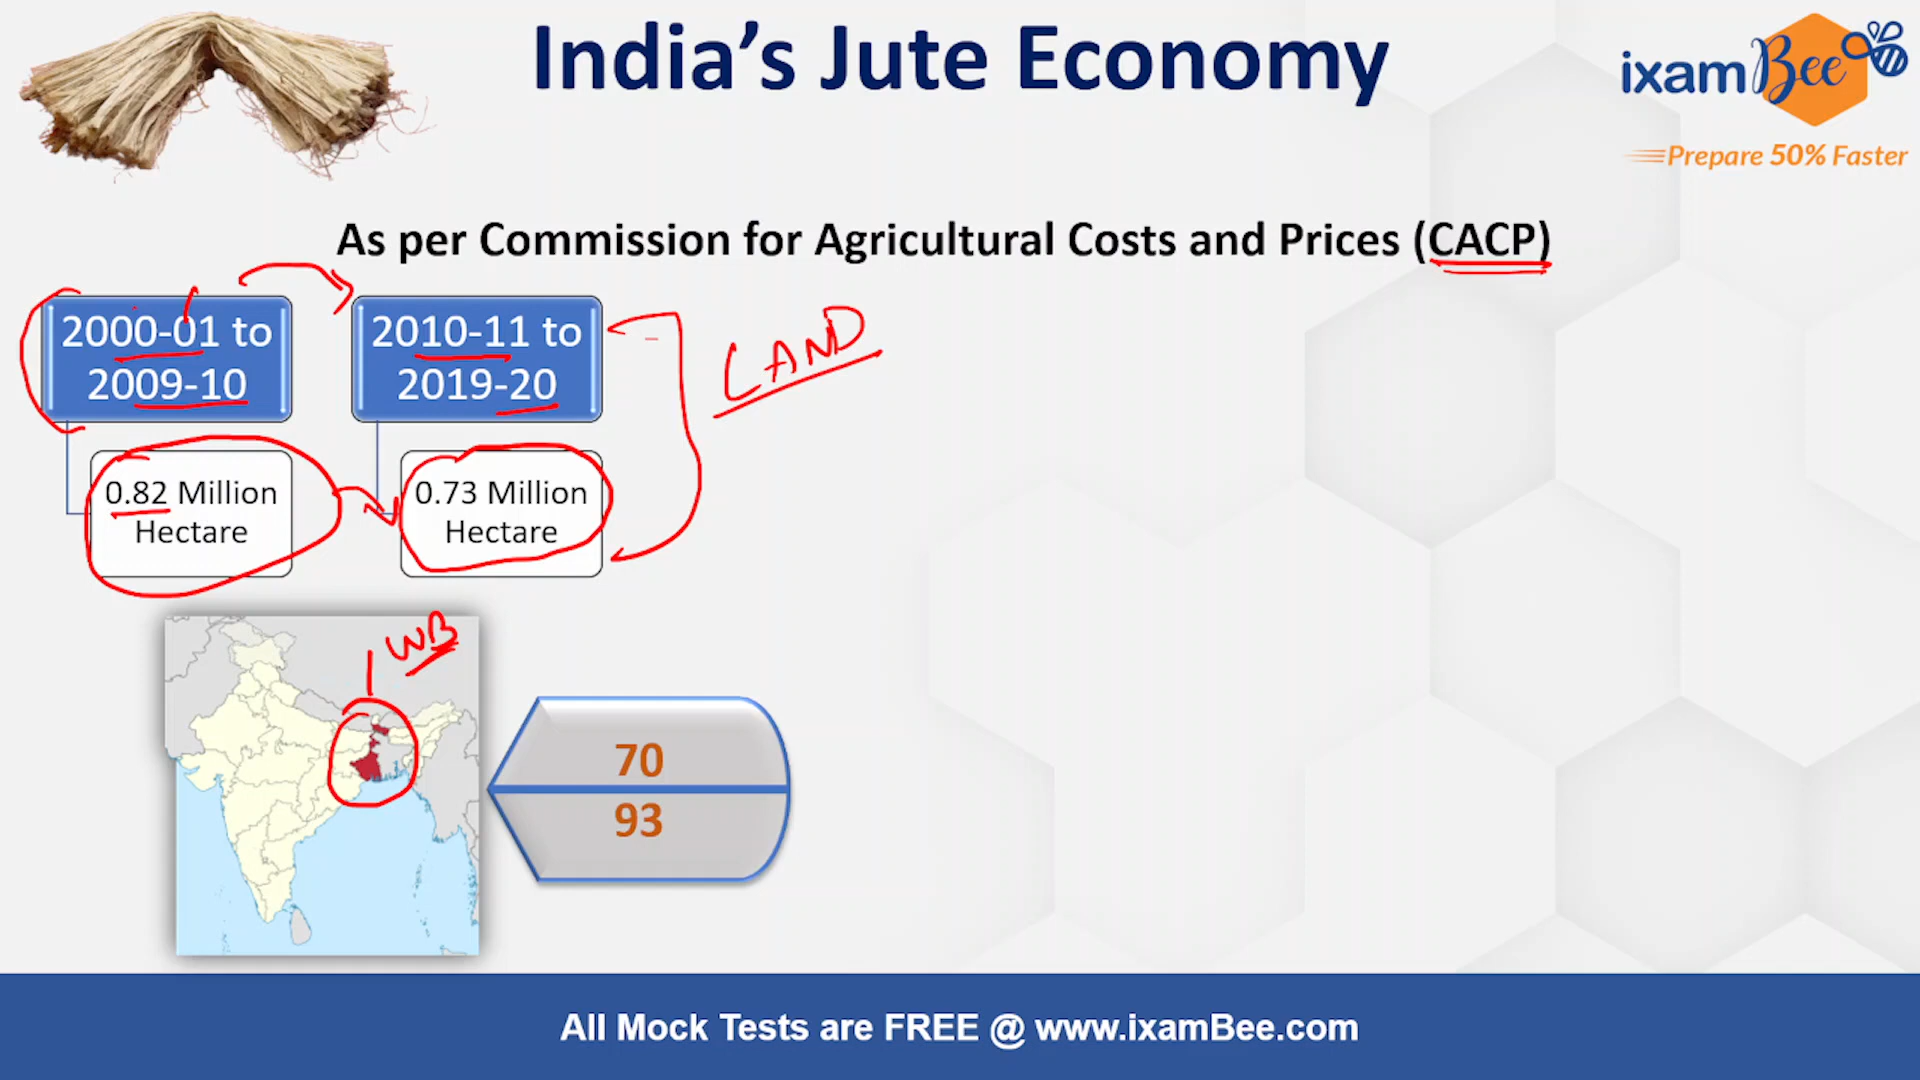 India's Jute Economy
ixamBee
Prepare 50% Faster
As per Commission for Agricultural Costs and Prices (CACP)
2000-01 to
2009-10
2010-11 to
2019-20
LAND
0.82 Million
Hectare
0.73 Million
Hectare
WB
70
93
All Mock Tests are FREE @ www.ixamBee.com